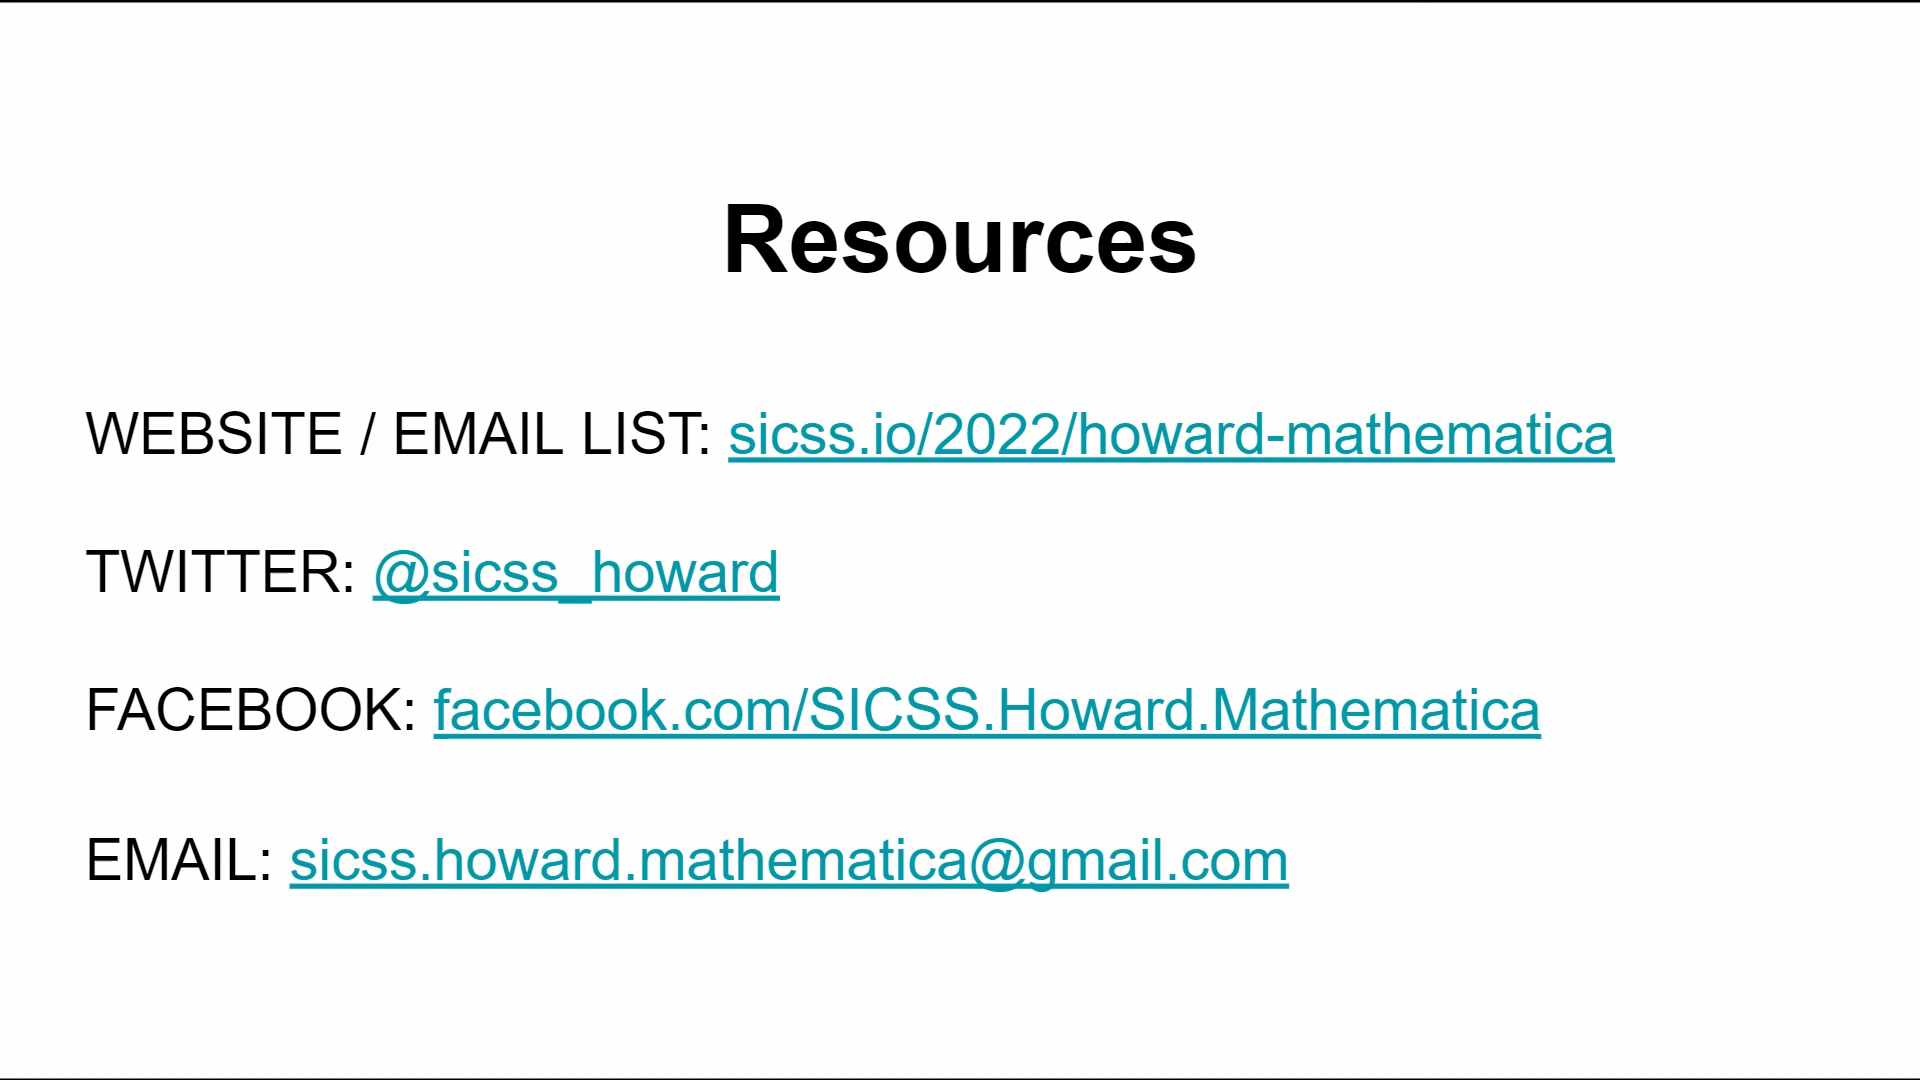 Resources
WEBSITE / EMAIL LIST: sicss.io/2022/howard-mathematica
TWITTER: @sicss_howard
FACEBOOK: facebook.com/SICSS.Howard.Mathematica
EMAIL: sicss.howard.mathematica@gmail.com